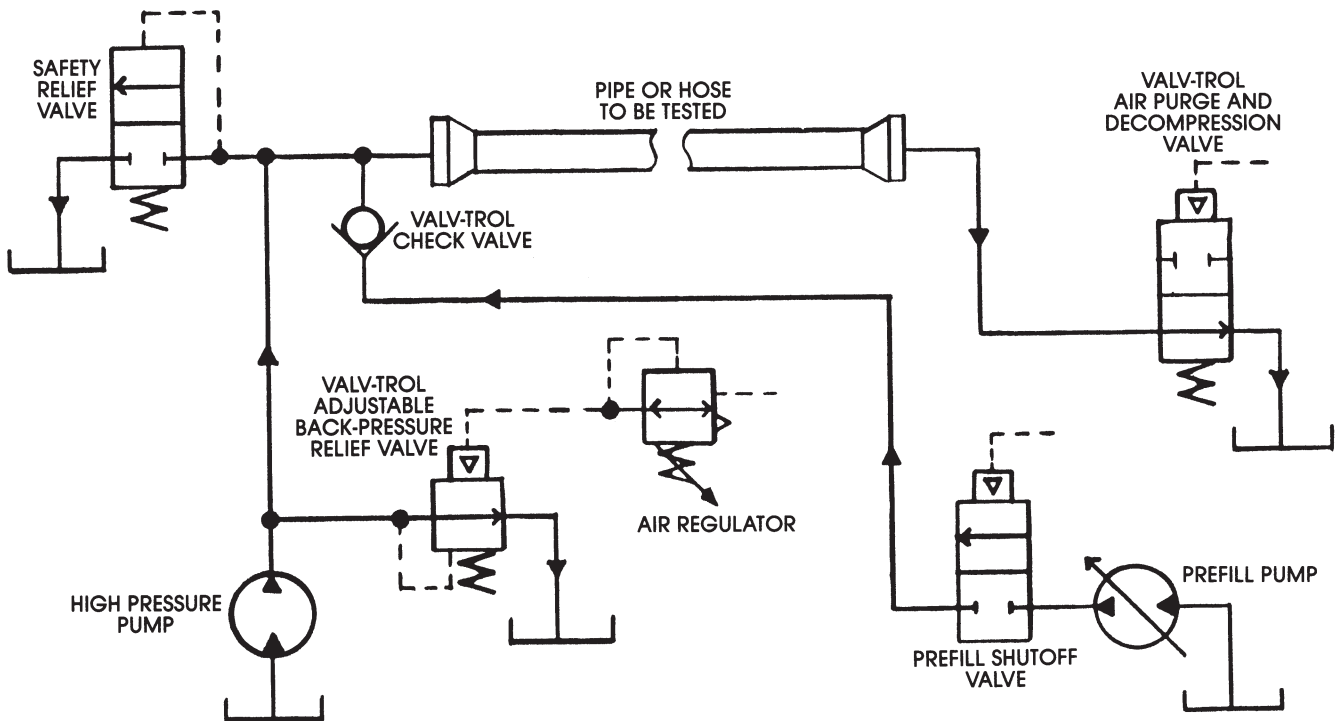 SAFETY
RELIEF
VALVE
PIPE OR HOSE
TO BE TESTED
VALV-TROL
AIR PURGE AND
DECOMPRESSION
VALVE
VALV-TROL
CHECK VALVE
VALV-TROL
ADJUSTABLE
BACK-PRESSURE
RELIEF VALVE
AIR REGULATOR
HIGH PRESSURE
PUMP
PREFILL PUMP
PREFILL SHUTOFF
VALVE